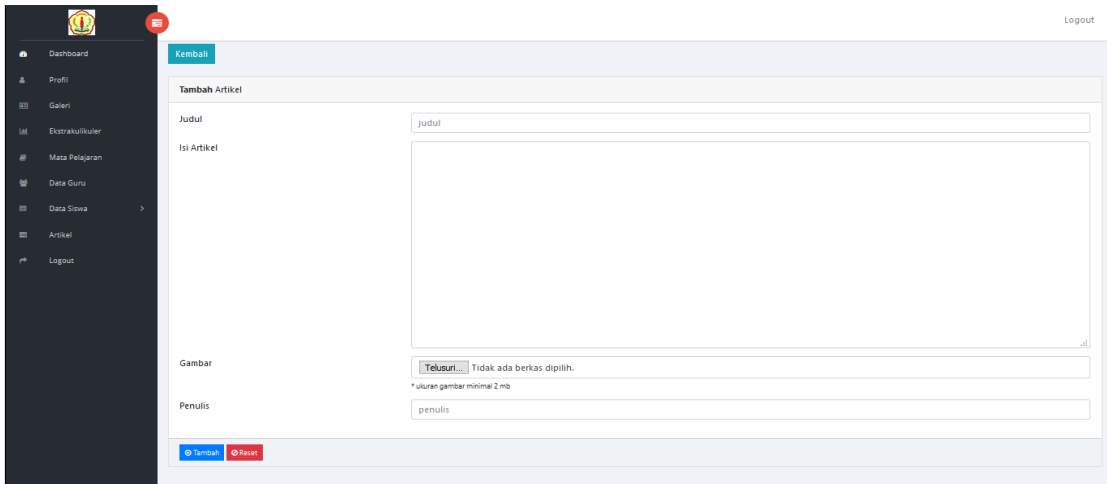 Logout
Dashboard
Profil
Galeri
Ekstrakulikuler
Mata Pelajaran
Data Guru
Data Siswa
Artikel
Logout
Kembali
Tambah Artikel
Judul
judul
Isi Artikel
Gambar
Telusuri... Tidak ada berkas dipilih.
* ukuran gambar minimal 2 mb
Penulis
penulis
Tambah Reset